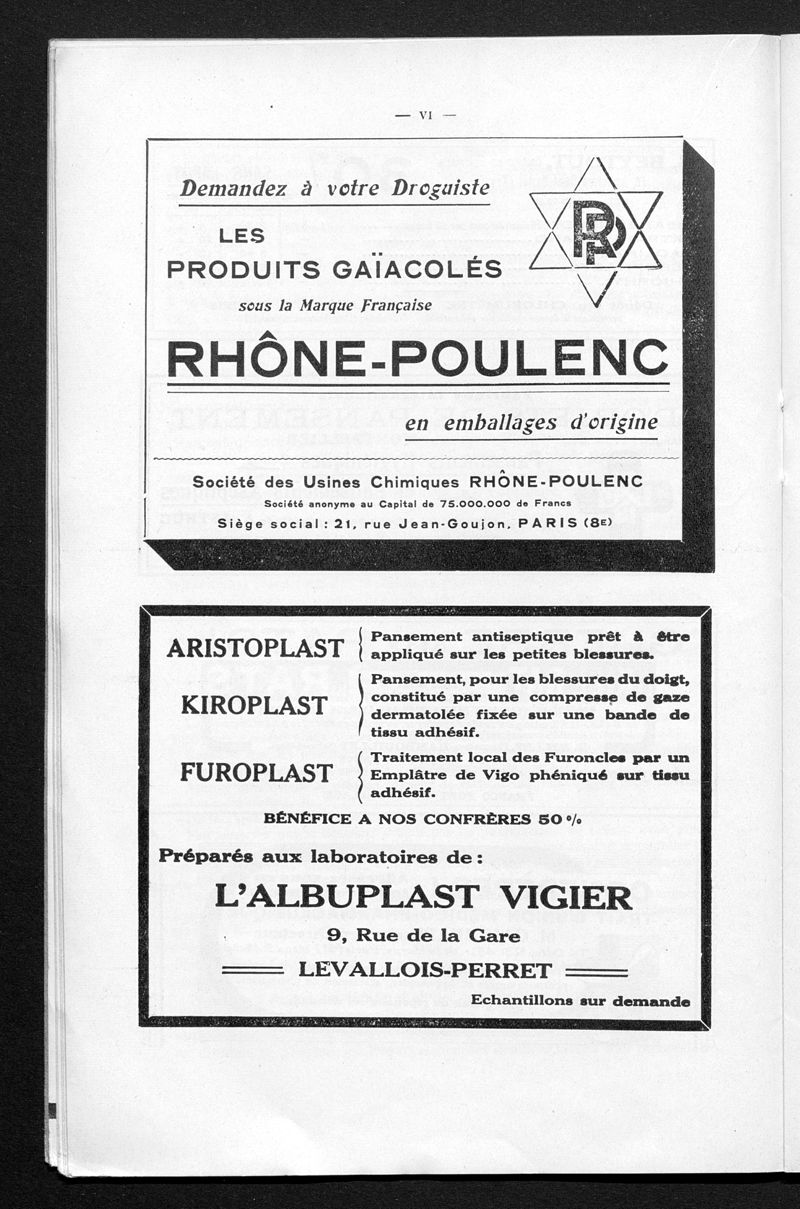 — VI —
Demandez à votre Droguiste
LES
PRODUITS GAÏACOLÉS
sous la Marque Française
RHÔNE-POULENC
en emballages d'origine
Société des Usines Chimiques RHÔNE-POULENC
Société anonyme au Capital de 75.000.000 de Francs
Siège social : 21, rue Jean-Goujon, PARIS (8E)
ARISTOPLAST
Pansement antiseptique prêt à être
appliqué sur les petites blessures.
KIROPLAST
Pansement, pour les blessures du doigt,
constitué par une compresse de gaze
dermatolée fixée sur une bande de
tissu adhésif.
FUROPLAST
Traitement local des Furoncles par un
Emplâtre de Vigo phéniqué sur tissu
adhésif.
BÉNÉFICE A NOS CONFRÈRES 50 %
Préparés aux laboratoires de :
L'ALBUPLAST VIGIER
9, Rue de la Gare
LEVALLOIS-PERRET
Echantillons sur demande